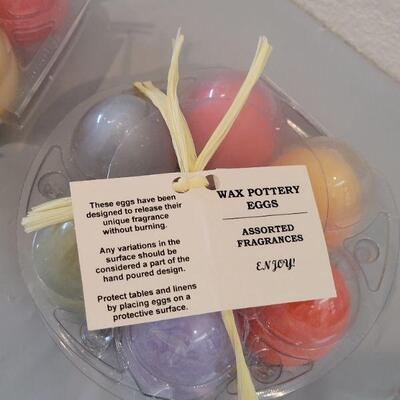 These eggs have been
designed to release their
unique fragrance
without burning.
Any variations in the
surface should be
considered a part of the
hand poured design.
Protect tables and linens
by placing eggs on a
protective surface.
WAX POTTERY
EGGS
ASSORTED
FRAGRANCES
ENJOY!